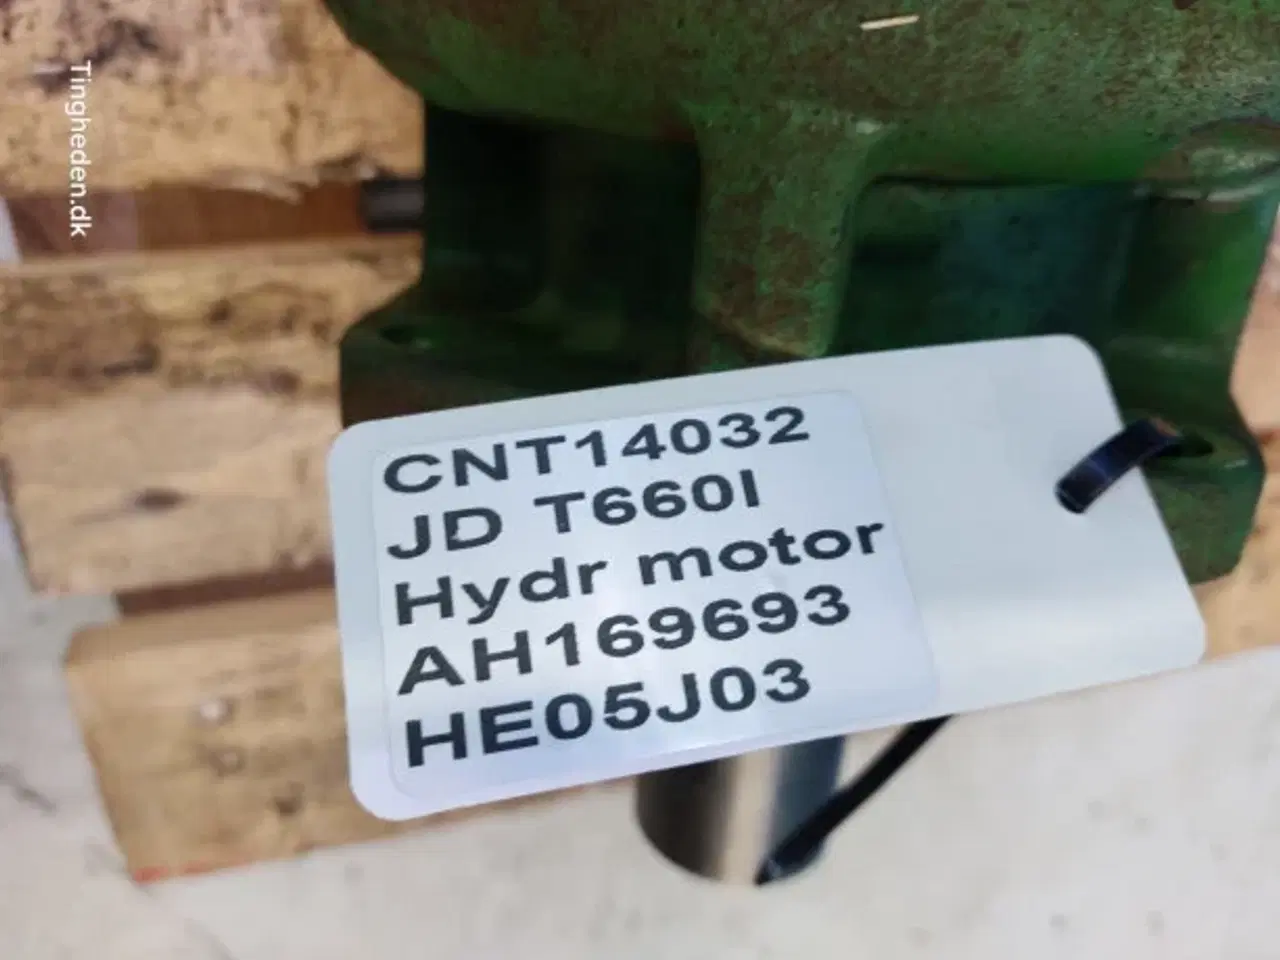 Tingheden.dk
CNT14032
JD T660I
Hydr motor
AH169693
HE05J03